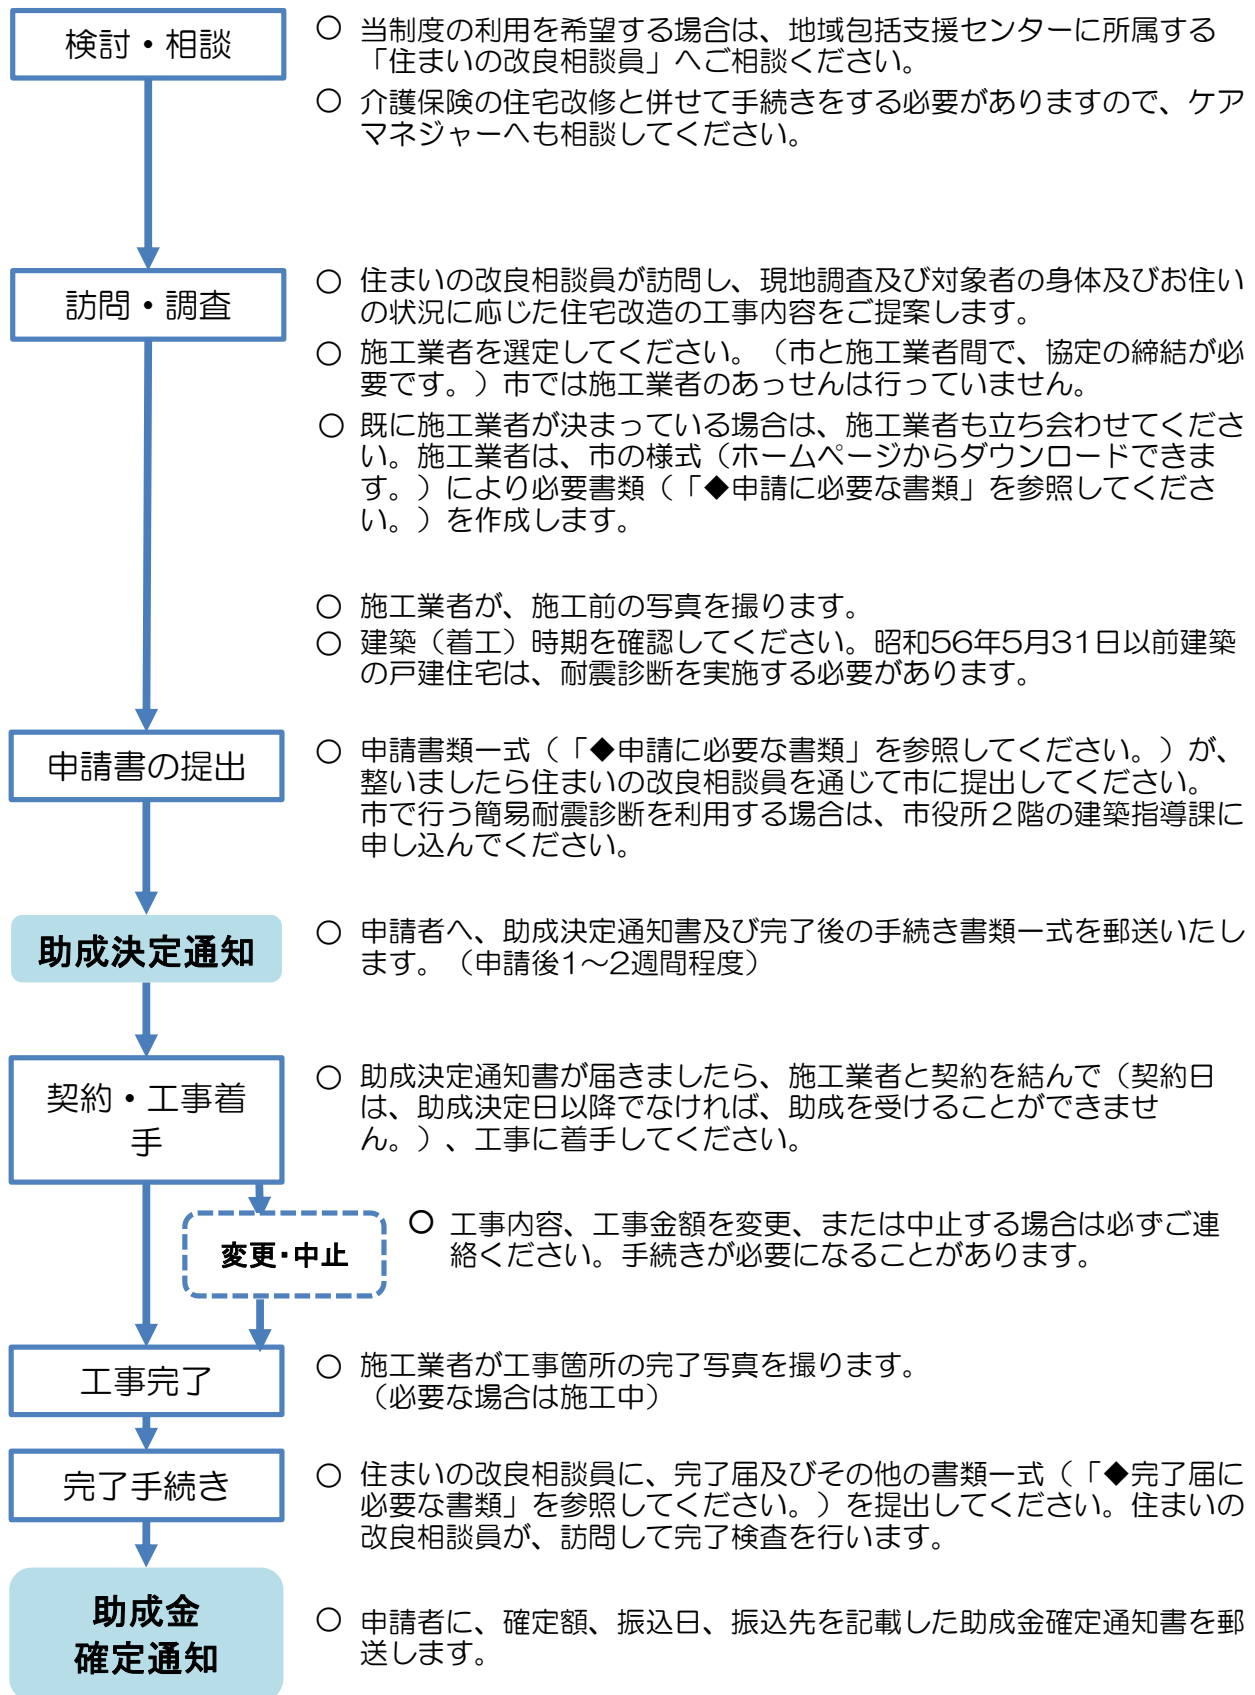 検討・相談
○ 当制度の利用を希望する場合は、地域包括支援センターに所属する
「住まいの改良相談員」へご相談ください。
○ 介護保険の住宅改修と併せて手続きをする必要がありますので、ケア
マネジャーへも相談してください。
訪問・調査
○ 住まいの改良相談員が訪問し、現地調査及び対象者の身体及びお住い
の状況に応じた住宅改造の工事内容をご提案します。
○ 施工業者を選定してください。（市と施工業者間で、協定の締結が必
要です。）市では施工業者のあっせんは行っていません。
○ 既に施工業者が決まっている場合は、施工業者も立ち会わせてくださ
い。施工業者は、市の様式（ホームページからダウンロードできま
す。）により必要書類（「◆申請に必要な書類」を参照してくださ
い。）を作成します。
○ 施工業者が、施工前の写真を撮ります。
○ 建築（着工）時期を確認してください。昭和56年5月31日以前建築
の戸建住宅は、耐震診断を実施する必要があります。
申請書の提出
○ 申請書類一式（「◆申請に必要な書類」を参照してください。）が、
整いましたら住まいの改良相談員を通じて市に提出してください。
市で行う簡易耐震診断を利用する場合は、市役所２階の建築指導課に
申し込んでください。
助成決定通知
○ 申請者へ、助成決定通知書及び完了後の手続き書類一式を郵送いたし
ます。（申請後1～2週間程度）
契約・工事着
手
○ 助成決定通知書が届きましたら、施工業者と契約を結んで（契約日
は、助成決定日以降でなければ、助成を受けることができませ
ん。）、工事に着手してください。
変更・中止
○ 工事内容、工事金額を変更、または中止する場合は必ずご連
絡ください。手続きが必要になることがあります。
工事完了
○ 施工業者が工事箇所の完了写真を撮ります。
（必要な場合は施工中）
完了手続き
○ 住まいの改良相談員に、完了届及びその他の書類一式（「◆完了届に
必要な書類」を参照してください。）を提出してください。住まいの
改良相談員が、訪問して完了検査を行います。
助成金
確定通知
○ 申請者に、確定額、振込日、振込先を記載した助成金確定通知書を郵
送します。